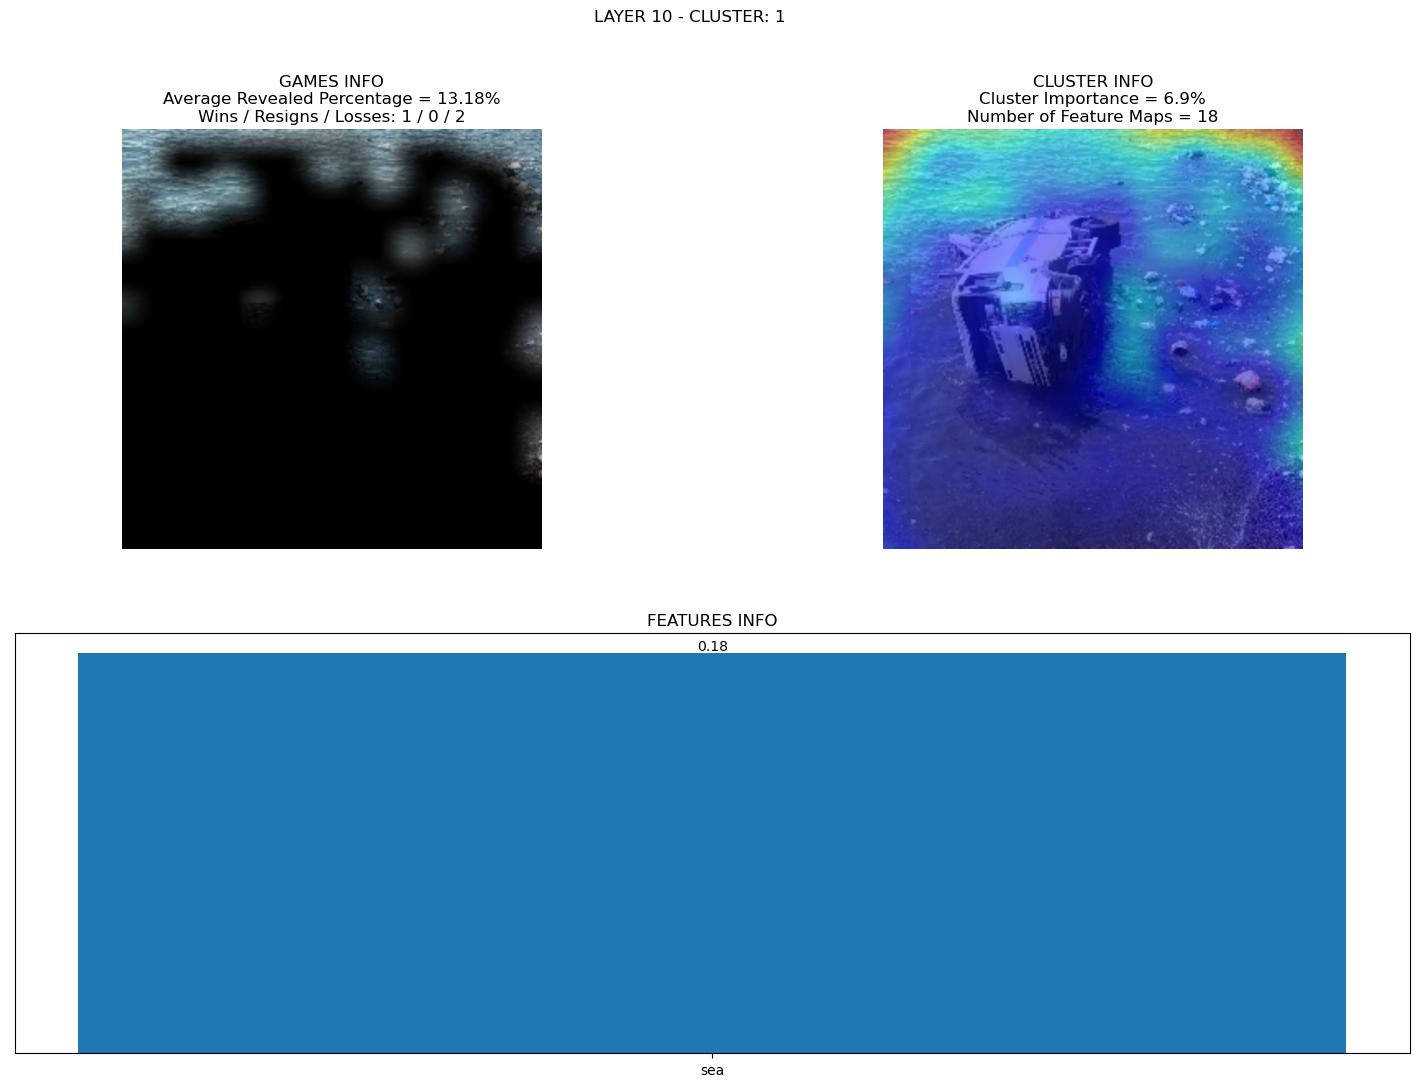 LAYER 10 - CLUSTER: 1
GAMES INFO
Average Revealed Percentage = 13.18%
Wins / Resigns / Losses: 1 / 0 / 2
CLUSTER INFO
Cluster Importance = 6.9%
Number of Feature Maps = 18
FEATURES INFO
0.18
sea